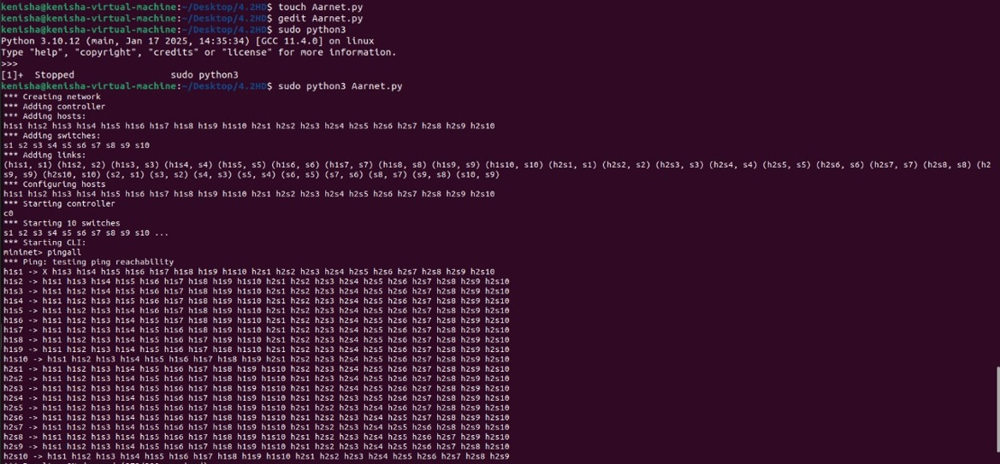 kenisha@kenisha-virtual-machine:~/Desktop/4.2HD$ touch Aarnet.py
kenisha@kenisha-virtual-machine:~/Desktop/4.2HD$ gedit Aarnet.py
kenisha@kenisha-virtual-machine:~/Desktop/4.2HD$ sudo python3
Python 3.10.12 (main, Jan 17 2025, 14:35:34) [GCC 11.4.0] on linux
Type "help", "copyright", "credits" or "license" for more information.
>>>
[1]+  Stopped                 sudo python3
kenisha@kenisha-virtual-machine:~/Desktop/4.2HD$ sudo python3 Aarnet.py
*** Creating network
*** Adding controller
*** Adding hosts:
h1s1 h1s2 h1s3 h1s4 h1s5 h1s6 h1s7 h1s8 h1s9 h1s10 h2s1 h2s2 h2s3 h2s4 h2s5 h2s6 h2s7 h2s8 h2s9 h2s10
*** Adding switches:
s1 s2 s3 s4 s5 s6 s7 s8 s9 s10
*** Adding links:
(h1s1, s1) (h1s2, s2) (h1s3, s3) (h1s4, s4) (h1s5, s5) (h1s6, s6) (h1s7, s7) (h1s8, s8) (h1s9, s9) (h1s10, s10) (h2s1, s1) (h2s2, s2) (h2s3, s3) (h2s4, s4) (h2s5, s5) (h2s6, s6) (h2s7, s7) (h2s8, s8) (h2
s9, s9) (h2s10, s10) (s2, s1) (s3, s2) (s4, s3) (s5, s4) (s6, s5) (s7, s6) (s8, s7) (s9, s8) (s10, s9)
*** Configuring hosts
h1s1 h1s2 h1s3 h1s4 h1s5 h1s6 h1s7 h1s8 h1s9 h1s10 h2s1 h2s2 h2s3 h2s4 h2s5 h2s6 h2s7 h2s8 h2s9 h2s10
*** Starting controller
c0
*** Starting 10 switches
s1 s2 s3 s4 s5 s6 s7 s8 s9 s10 ...
*** Starting CLI:
mininet> pingall
*** Ping: testing ping reachability
h1s1 -> X h1s3 h1s4 h1s5 h1s6 h1s7 h1s8 h1s9 h1s10 h2s1 h2s2 h2s3 h2s4 h2s5 h2s6 h2s7 h2s8 h2s9 h2s10
h1s2 -> h1s1 h1s3 h1s4 h1s5 h1s6 h1s7 h1s8 h1s9 h1s10 h2s1 h2s2 h2s3 h2s4 h2s5 h2s6 h2s7 h2s8 h2s9 h2s10
h1s3 -> h1s1 h1s2 h1s4 h1s5 h1s6 h1s7 h1s8 h1s9 h1s10 h2s1 h2s2 h2s3 h2s4 h2s5 h2s6 h2s7 h2s8 h2s9 h2s10
h1s4 -> h1s1 h1s2 h1s3 h1s5 h1s6 h1s7 h1s8 h1s9 h1s10 h2s1 h2s2 h2s3 h2s4 h2s5 h2s6 h2s7 h2s8 h2s9 h2s10
h1s5 -> h1s1 h1s2 h1s3 h1s4 h1s6 h1s7 h1s8 h1s9 h1s10 h2s1 h2s2 h2s3 h2s4 h2s5 h2s6 h2s7 h2s8 h2s9 h2s10
h1s6 -> h1s1 h1s2 h1s3 h1s4 h1s5 h1s7 h1s8 h1s9 h1s10 h2s1 h2s2 h2s3 h2s4 h2s5 h2s6 h2s7 h2s8 h2s9 h2s10
h1s7 -> h1s1 h1s2 h1s3 h1s4 h1s5 h1s6 h1s8 h1s9 h1s10 h2s1 h2s2 h2s3 h2s4 h2s5 h2s6 h2s7 h2s8 h2s9 h2s10
h1s8 -> h1s1 h1s2 h1s3 h1s4 h1s5 h1s6 h1s7 h1s9 h1s10 h2s1 h2s2 h2s3 h2s4 h2s5 h2s6 h2s7 h2s8 h2s9 h2s10
h1s9 -> h1s1 h1s2 h1s3 h1s4 h1s5 h1s6 h1s7 h1s8 h1s10 h2s1 h2s2 h2s3 h2s4 h2s5 h2s6 h2s7 h2s8 h2s9 h2s10
h1s10 -> h1s1 h1s2 h1s3 h1s4 h1s5 h1s6 h1s7 h1s8 h1s9 h2s1 h2s2 h2s3 h2s4 h2s5 h2s6 h2s7 h2s8 h2s9 h2s10
h2s1 -> h1s1 h1s2 h1s3 h1s4 h1s5 h1s6 h1s7 h1s8 h1s9 h1s10 h2s2 h2s3 h2s4 h2s5 h2s6 h2s7 h2s8 h2s9 h2s10
h2s2 -> h1s1 h1s2 h1s3 h1s4 h1s5 h1s6 h1s7 h1s8 h1s9 h1s10 h2s1 h2s3 h2s4 h2s5 h2s6 h2s7 h2s8 h2s9 h2s10
h2s3 -> h1s1 h1s2 h1s3 h1s4 h1s5 h1s6 h1s7 h1s8 h1s9 h1s10 h2s1 h2s2 h2s4 h2s5 h2s6 h2s7 h2s8 h2s9 h2s10
h2s4 -> h1s1 h1s2 h1s3 h1s4 h1s5 h1s6 h1s7 h1s8 h1s9 h1s10 h2s1 h2s2 h2s3 h2s5 h2s6 h2s7 h2s8 h2s9 h2s10
h2s5 -> h1s1 h1s2 h1s3 h1s4 h1s5 h1s6 h1s7 h1s8 h1s9 h1s10 h2s1 h2s2 h2s3 h2s4 h2s6 h2s7 h2s8 h2s9 h2s10
h2s6 -> h1s1 h1s2 h1s3 h1s4 h1s5 h1s6 h1s7 h1s8 h1s9 h1s10 h2s1 h2s2 h2s3 h2s4 h2s5 h2s7 h2s8 h2s9 h2s10
h2s7 -> h1s1 h1s2 h1s3 h1s4 h1s5 h1s6 h1s7 h1s8 h1s9 h1s10 h2s1 h2s2 h2s3 h2s4 h2s5 h2s6 h2s8 h2s9 h2s10
h2s8 -> h1s1 h1s2 h1s3 h1s4 h1s5 h1s6 h1s7 h1s8 h1s9 h1s10 h2s1 h2s2 h2s3 h2s4 h2s5 h2s6 h2s7 h2s9 h2s10
h2s9 -> h1s1 h1s2 h1s3 h1s4 h1s5 h1s6 h1s7 h1s8 h1s9 h1s10 h2s1 h2s2 h2s3 h2s4 h2s5 h2s6 h2s7 h2s8 h2s10
h2s10 -> h1s1 h1s2 h1s3 h1s4 h1s5 h1s6 h1s7 h1s8 h1s9 h1s10 h2s1 h2s2 h2s3 h2s4 h2s5 h2s6 h2s7 h2s8 h2s9